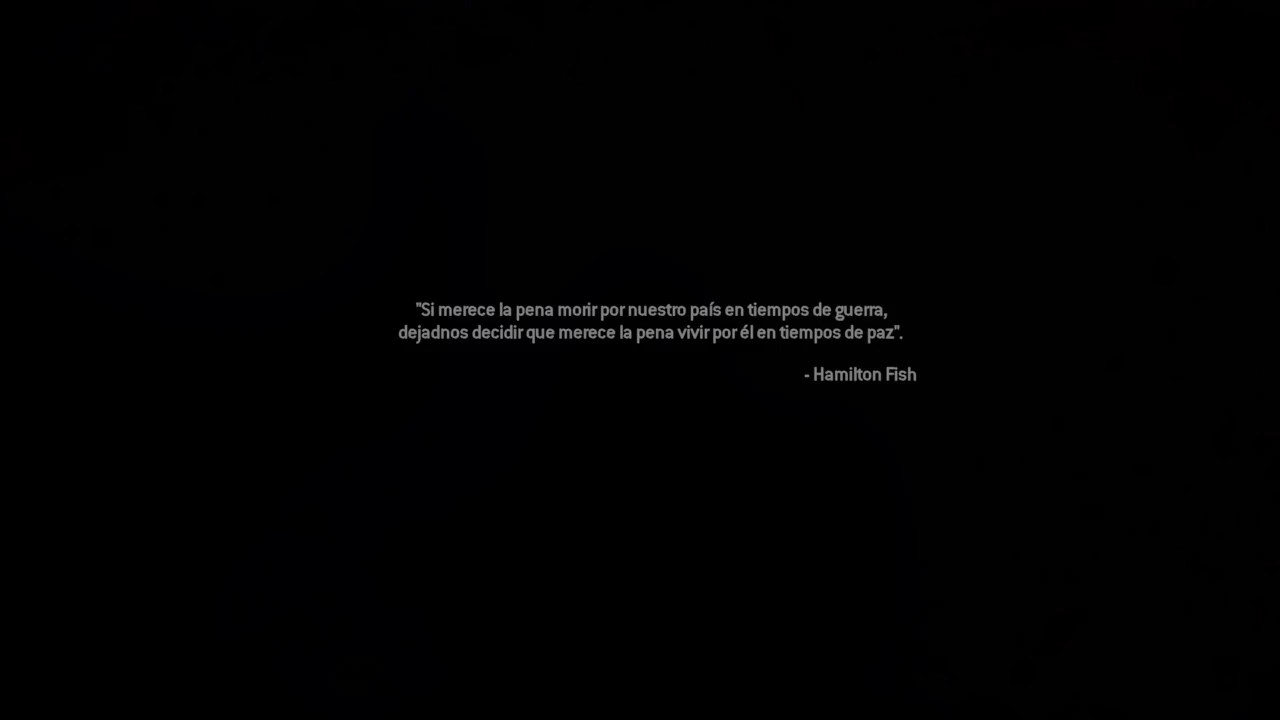 "Si merece la pena morir por nuestro país en tiempos de guerra,
dejadnos decidir que merece la pena vivir por él en tiempos de paz".
- Hamilton Fish